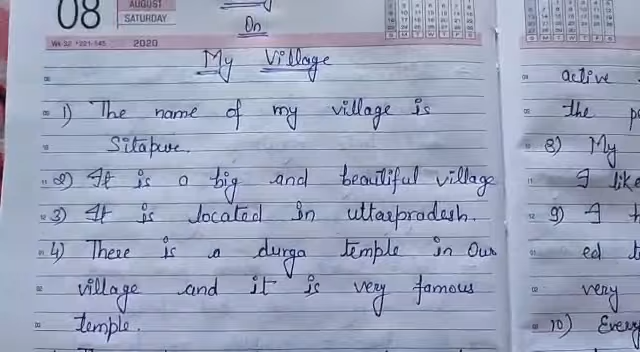 08
AUGUST
SATURDAY
2020
On
My Village
1) The name of my village is
Sitapure.
2) It is a big and beautiful village
3) It is located in uttarpradesh.
4) There is a durga temple in Our
village and it is very famous
temple.
active
the
8) My
I like
9) I
ed
very
10) Every